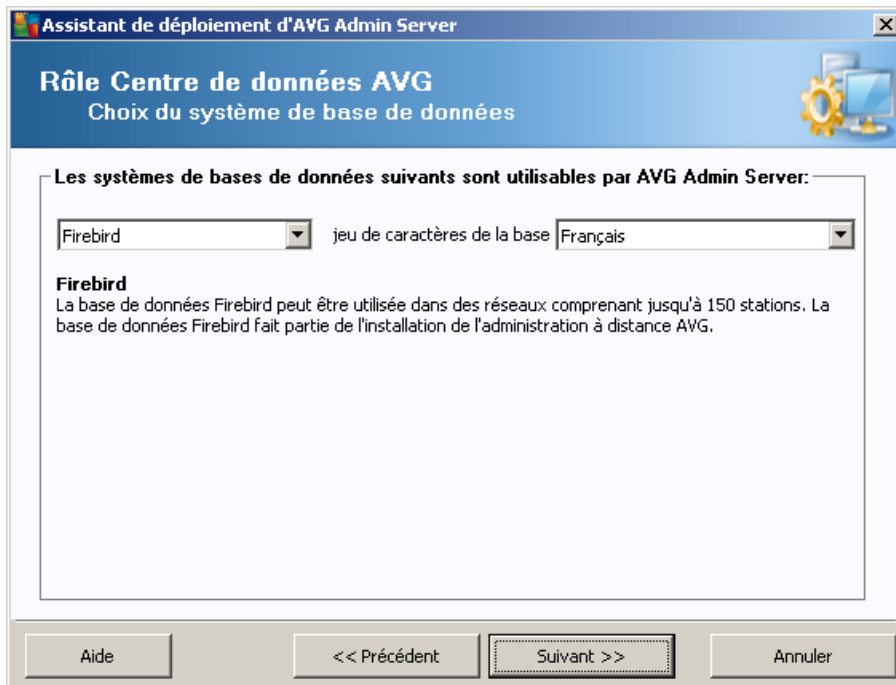 Assistant de déploiement d'AVG Admin Server
Rôle Centre de données AVG
Choix du système de base de données
Les systèmes de bases de données suivants sont utilisables par AVG Admin Server:
Firebird jeu de caractères de la base Français
Firebird
La base de données Firebird peut être utilisée dans des réseaux comprenant jusqu'à 150 stations. La
base de données Firebird fait partie de l'installation de l'administration à distance AVG.
Aide << Précédent Suivant >> Annuler